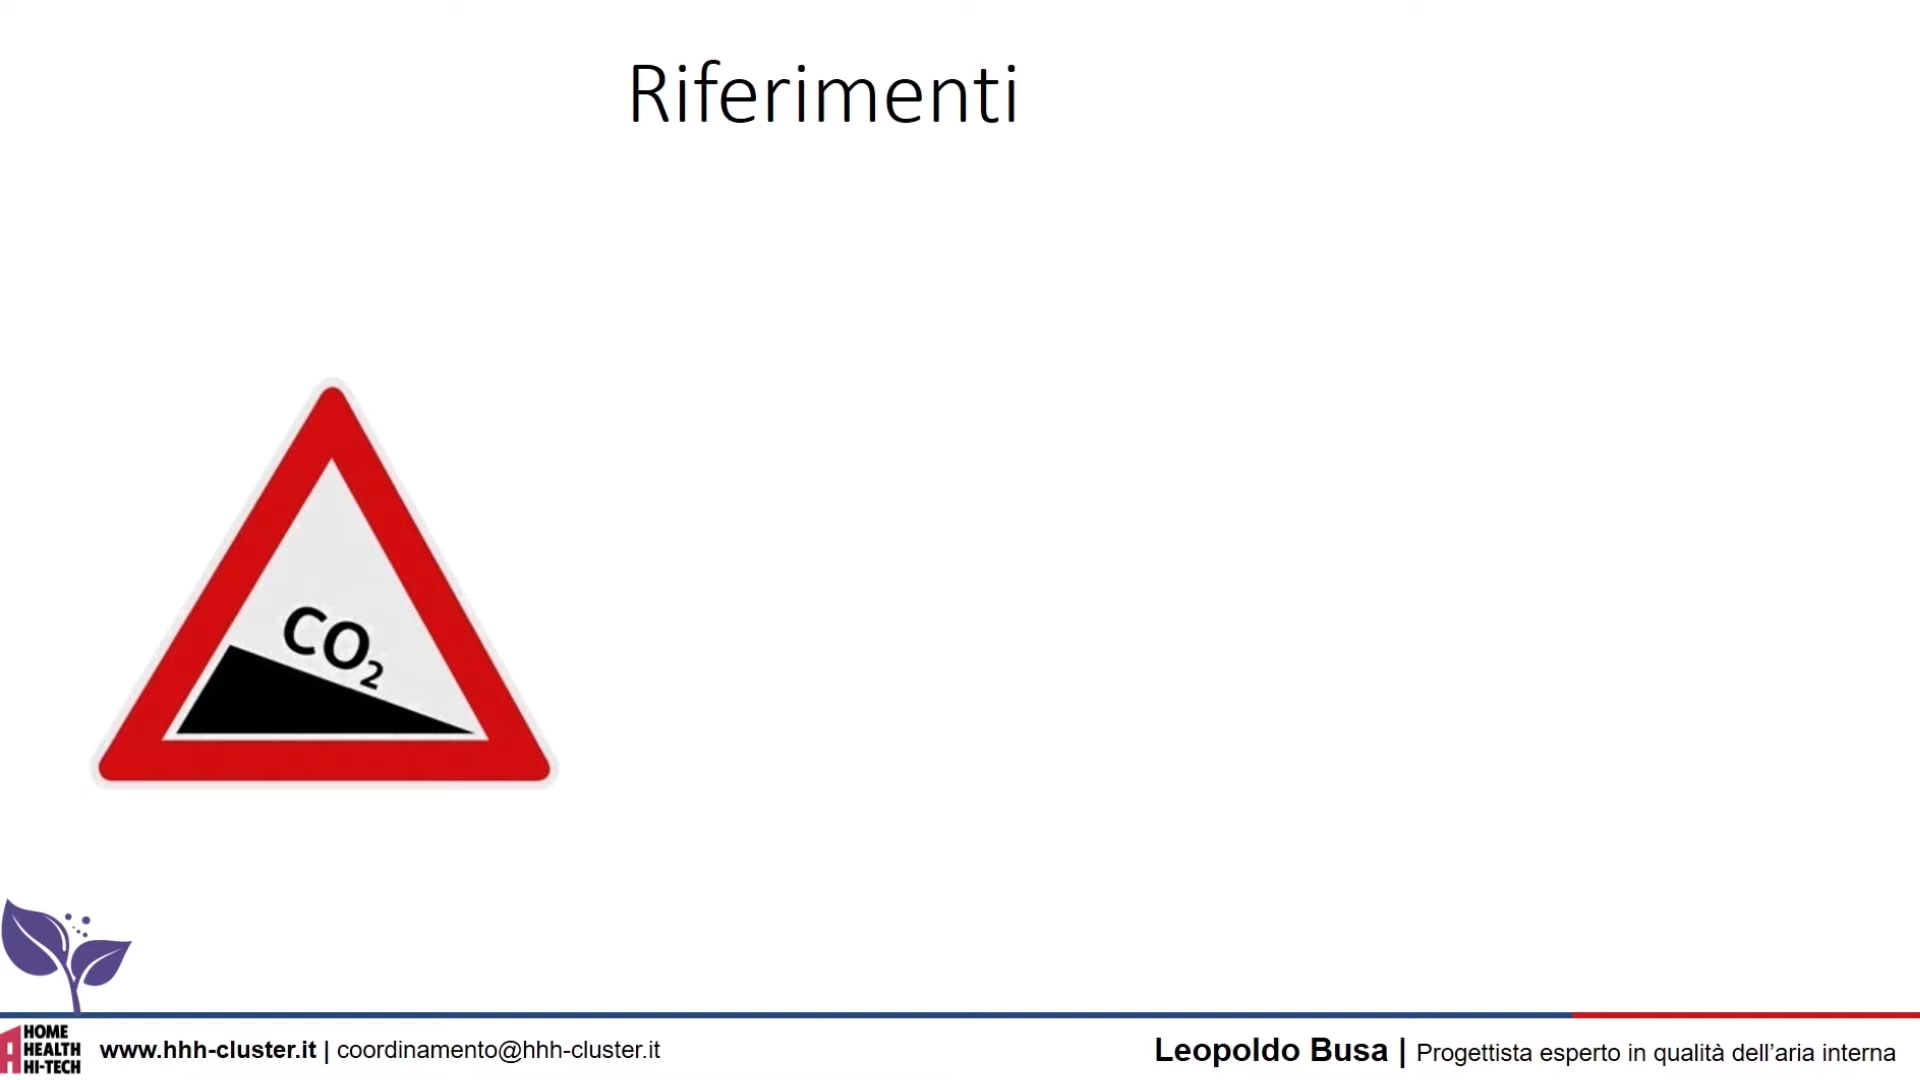 Riferimenti
CO₂
HOME
HEALTH
HI-TECH
www.hhh-cluster.it | coordinamento@hhh-cluster.it
Leopoldo Busa | Progettista esperto in qualità dell’aria interna